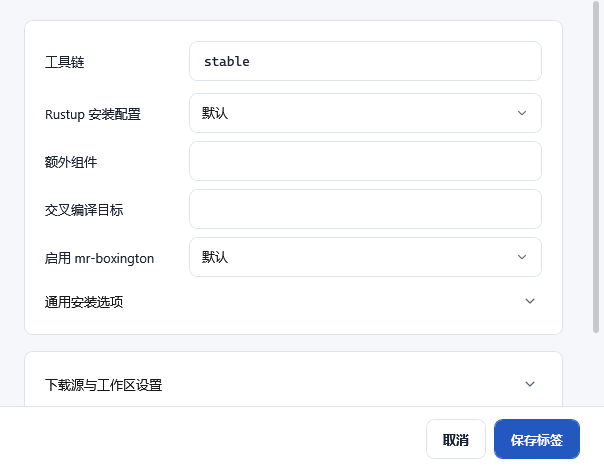 工具链
stable
Rustup 安装配置
默认
额外组件
交叉编译目标
启用 mr-boxington
默认
通用安装选项
下载源与工作区设置
取消
保存标签